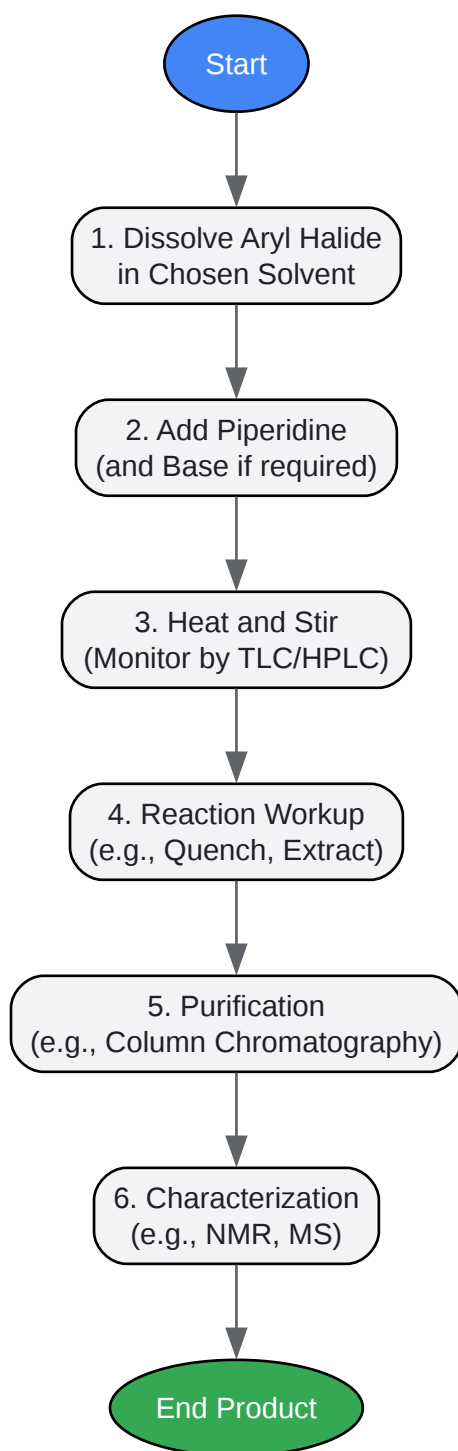 Start
1. Dissolve Aryl Halide
in Chosen Solvent
2. Add Piperidine
(and Base if required)
3. Heat and Stir
(Monitor by TLC/HPLC)
4. Reaction Workup
(e.g., Quench, Extract)
5. Purification
(e.g., Column Chromatography)
6. Characterization
(e.g., NMR, MS)
End Product